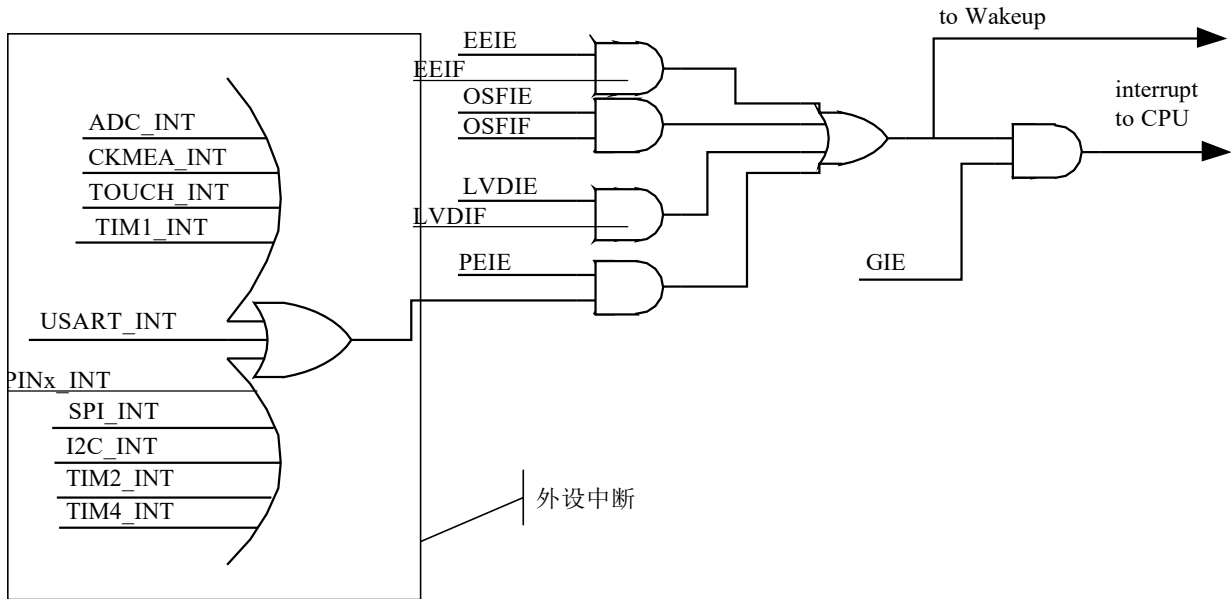 to Wakeup
EEIE
EEIF
OSFIE
OSFIF
interrupt
to CPU
ADC_INT
CKMEA_INT
TOUCH_INT
TIM1_INT
LVDIE
LVDIF
PEIE
GIE
USART_INT
PINx_INT
SPI_INT
I2C_INT
TIM2_INT
TIM4_INT
外设中断